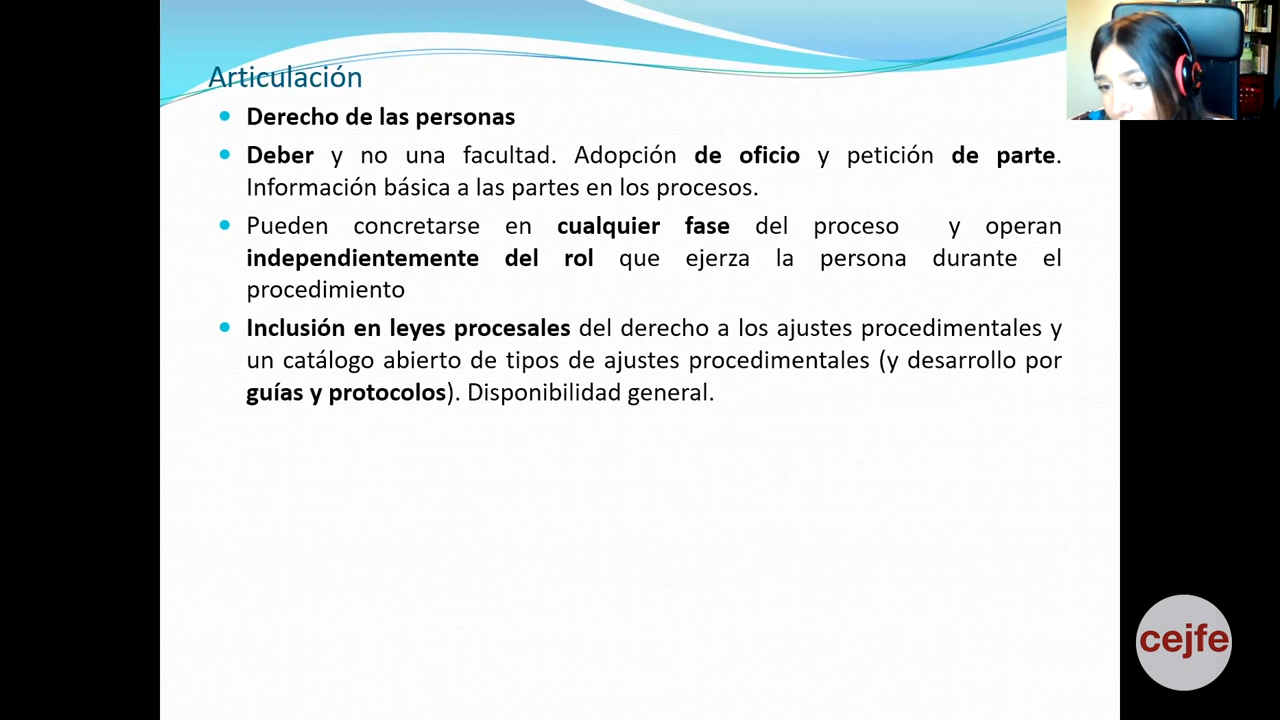 Articulación
Derecho de las personas
Deber y no una facultad. Adopción de oficio y petición de parte.
Información básica a las partes en los procesos.
Pueden concretarse en cualquier fase del proceso y operan
independientemente del rol que ejerza la persona durante el
procedimiento
Inclusión en leyes procesales del derecho a los ajustes procedimentales y
un catálogo abierto de tipos de ajustes procedimentales (y desarrollo por
guías y protocolos). Disponibilidad general.
cejfe